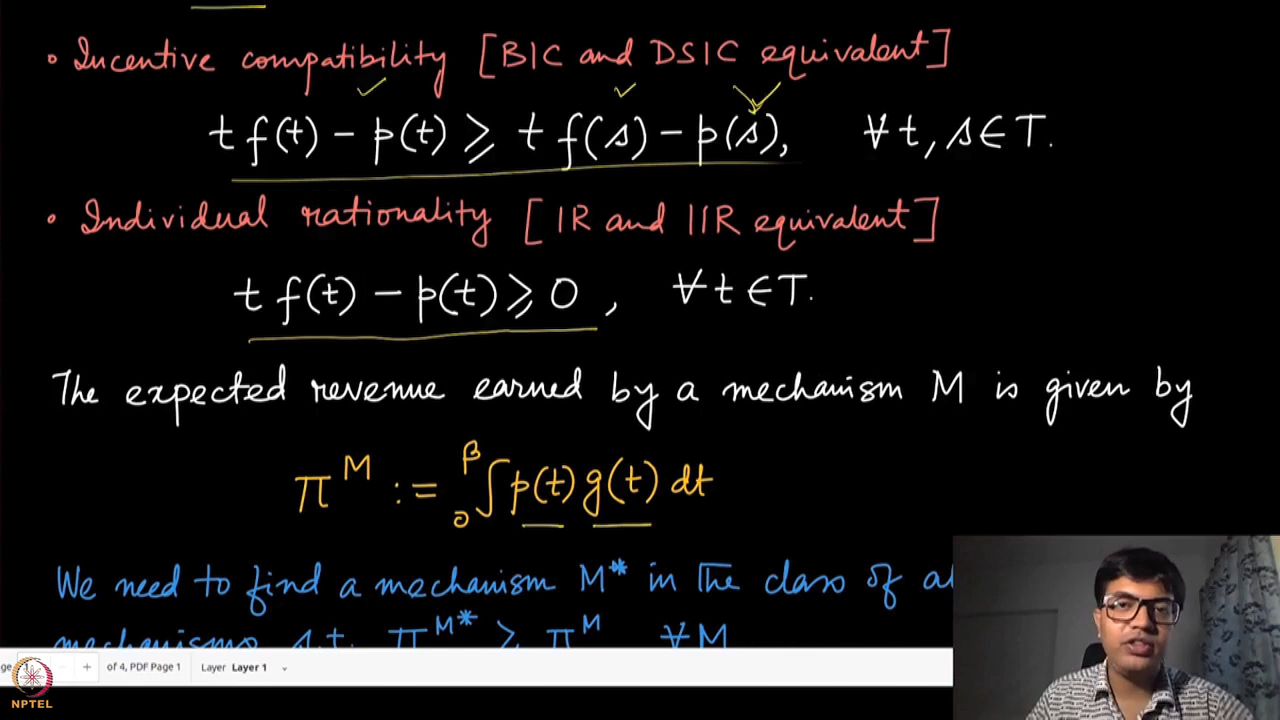 • Incentive compatibility [BIC and DSIC equivalent]
t f(t) - p(t) ≥ t f(s) - p(s), ∀ t, s ∈ T.
• Individual rationality [IR and IIR equivalent]
t f(t) - p(t) ≥ 0, ∀ t ∈ T.
The expected revenue earned by a mechanism M is given by
π^M := ₀∫^β p(t) g(t) dt
We need to find a mechanism M* in the class of
mechanisms s.t. π^M* ≥ π^M ∀ M
of 4, PDF Page 1 Layer Layer 1
NPTEL